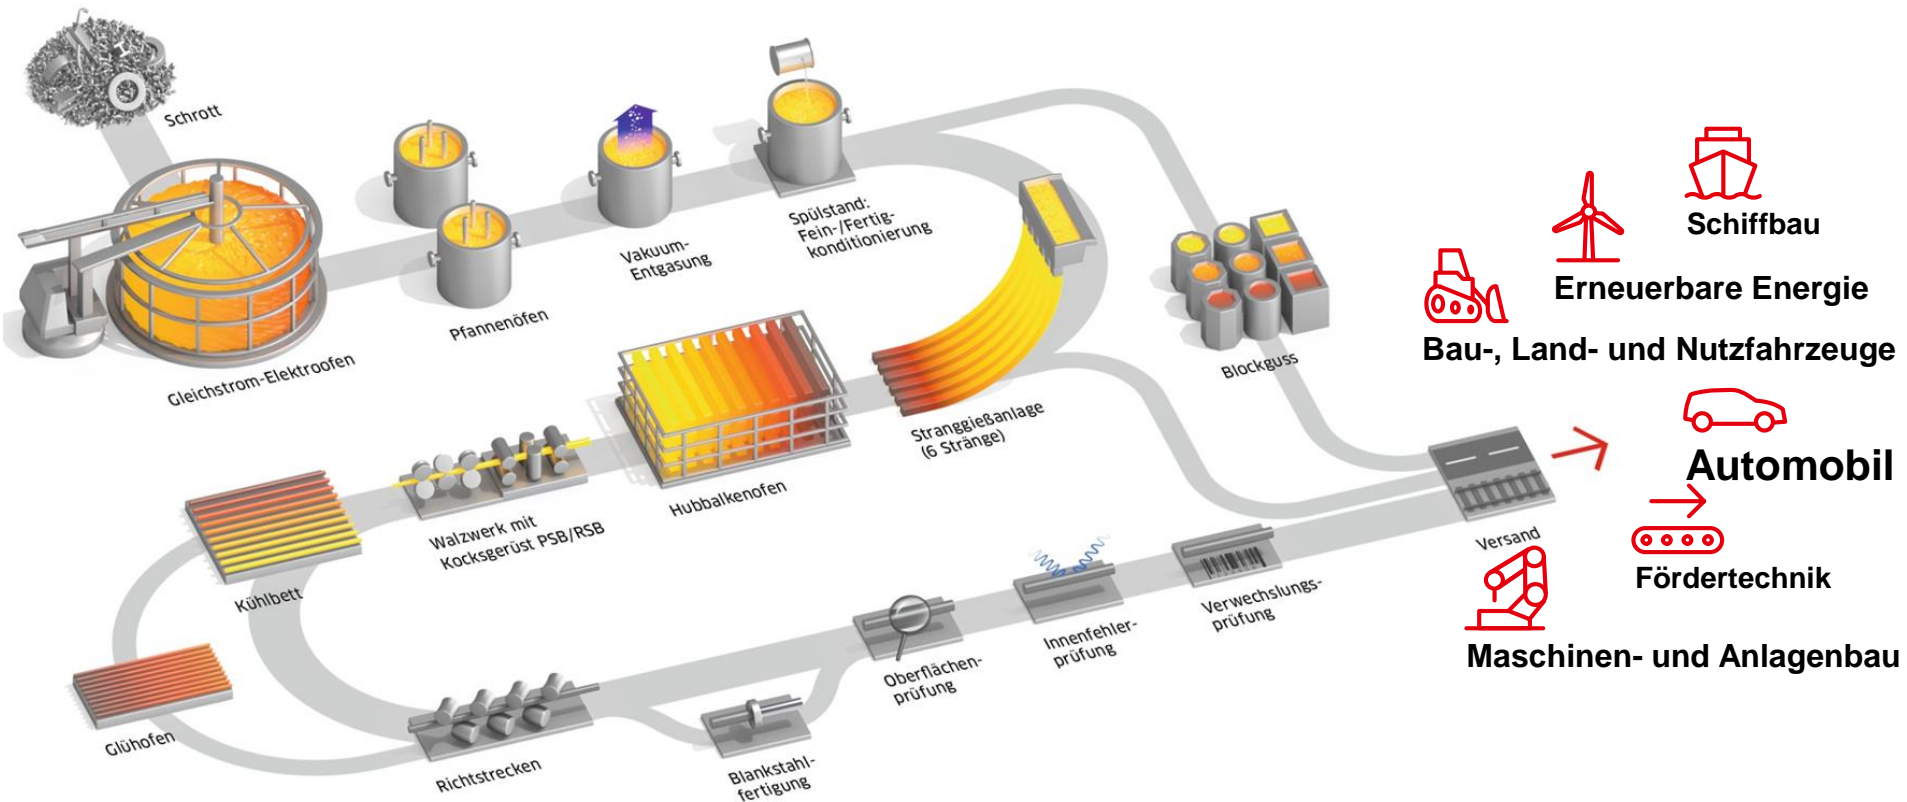 Schrott
Gleichstrom-Elektroofen
Pfannenöfen
Vakuum-
Entgasung
Spülstand:
Fein-/Fertig-
konditionierung
Blockguss
Stranggießanlage
(6 Stränge)
Hubbalkenofen
Walzwerk mit
Kocksgerüst PSB/RSB
Kühlbett
Glühofen
Richtstrecken
Blankstahl-
fertigung
Oberflächen-
prüfung
Innenfehler-
prüfung
Verwechslungs-
prüfung
Versand
Schiffbau
Erneuerbare Energie
Bau-, Land- und Nutzfahrzeuge
Automobil
Fördertechnik
Maschinen- und Anlagenbau